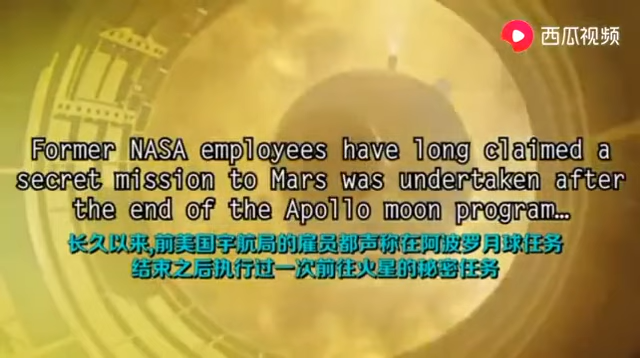 西瓜视频
Former NASA employees have long claimed a
secret mission to Mars was undertaken after
the end of the Apollo moon program…
长久以来,前美国宇航局的雇员都声称在阿波罗月球任务
结束之后执行过一次前往火星的秘密任务